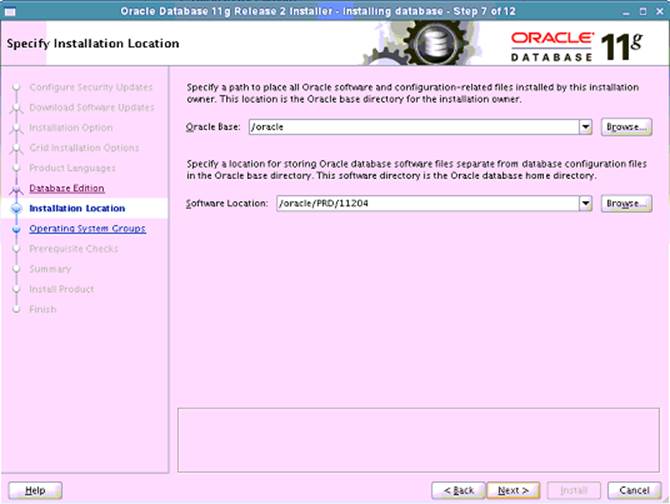 Oracle Database 11g Release 2 Installer - Installing database - Step 7 of 12
Specify Installation Location
ORACLE
DATABASE 11g
Configure Security Updates
Download Software Updates
Installation Option
Grid Installation Options
Product Languages
Database Edition
Installation Location
Operating System Groups
Prerequisite Checks
Summary
Install Product
Finish
Specify a path to place all Oracle software and configuration-related files installed by this installation
owner. This location is the Oracle base directory for the installation owner.
Oracle Base: /oracle Browse...
Specify a location for storing Oracle database software files separate from database configuration files
in the Oracle base directory. This software directory is the Oracle database home directory.
Software Location: /oracle/PRD/11204 Browse...
Help < Back Next > Install Cancel